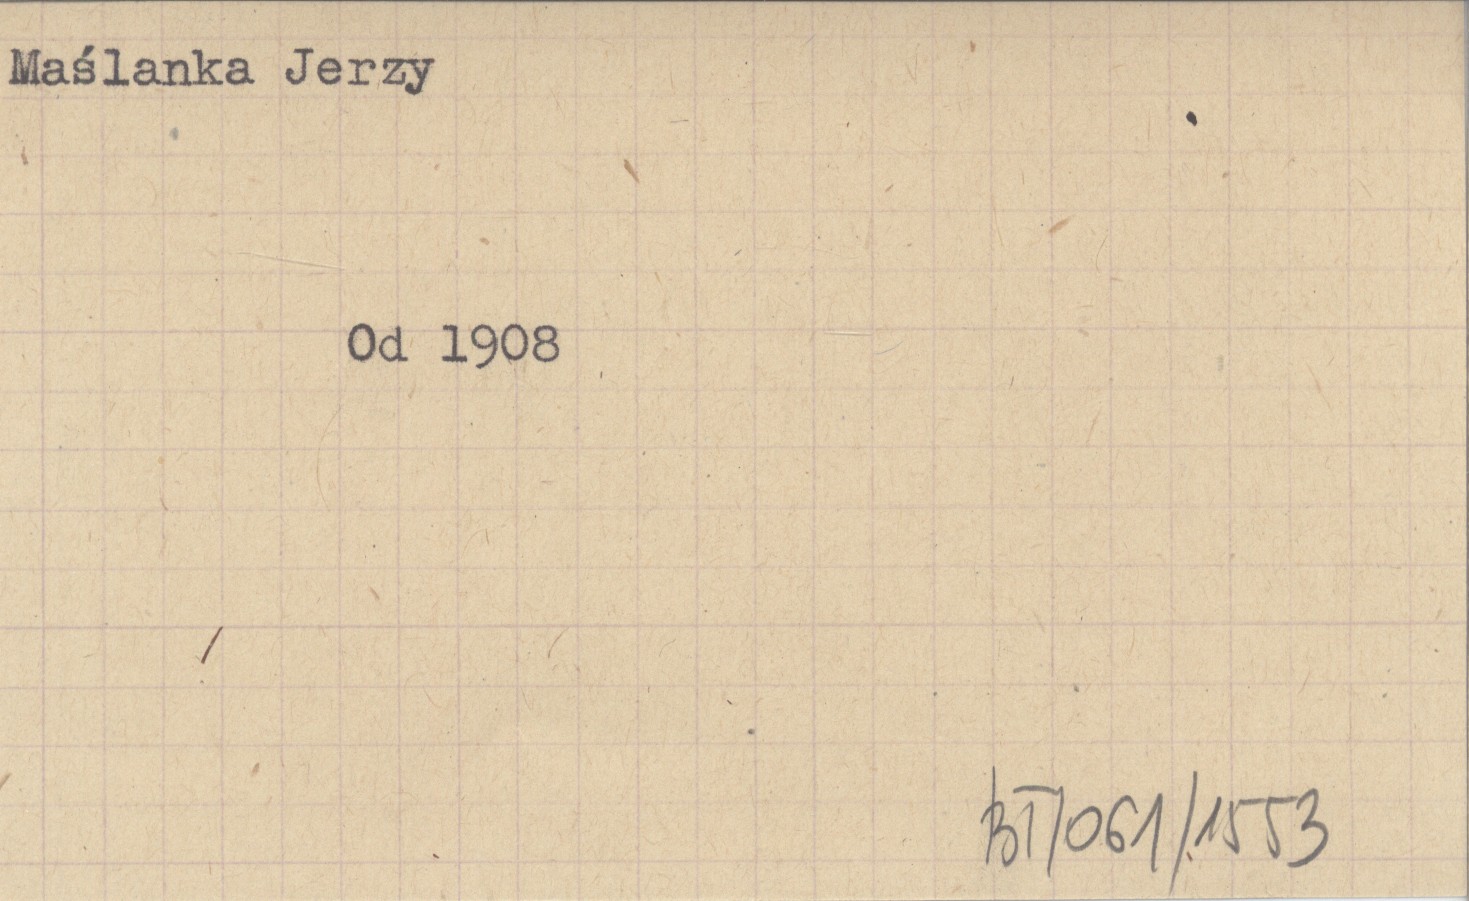 Maślanka Jerzy
Od 1908
BT/061/1553